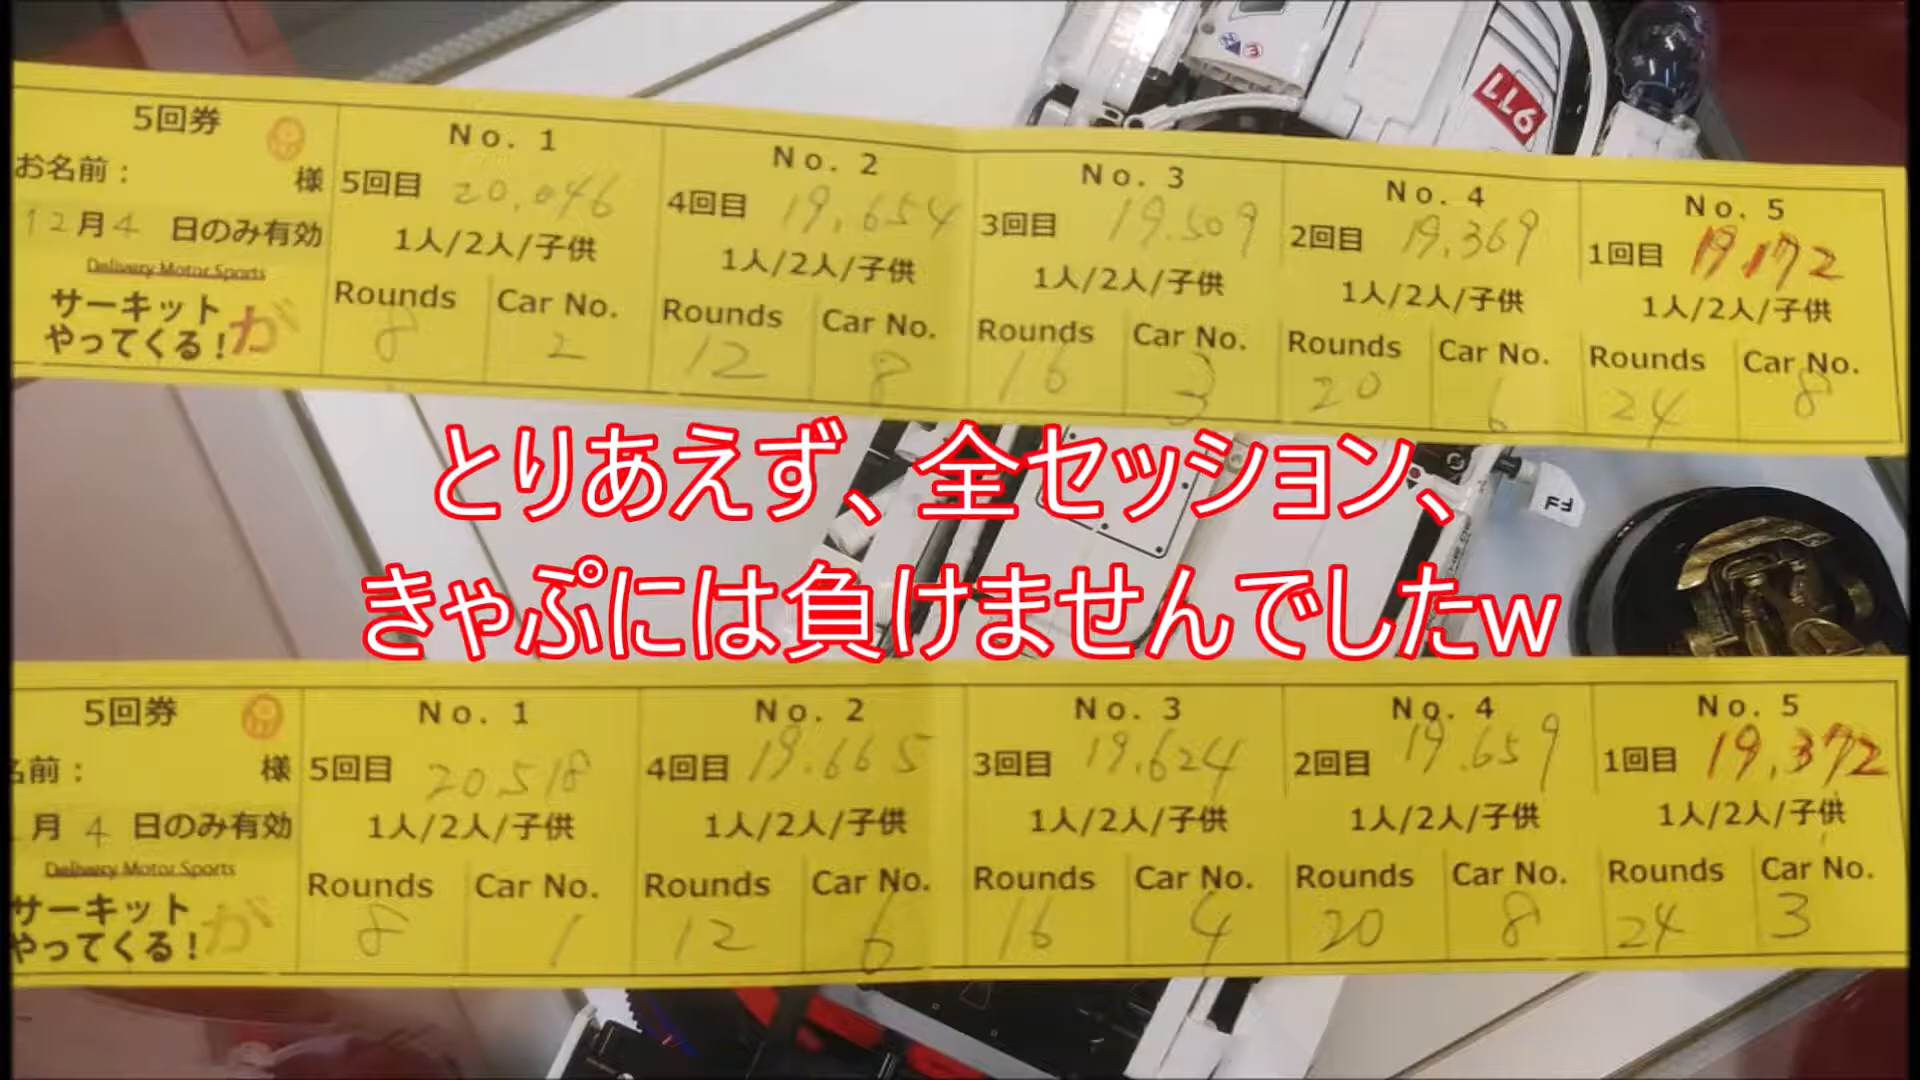 5回券
お名前： 様
12月4 日のみ有効
Delivery Motor Sports
サーキットが
やってくる！
No. 1
5回目 20.046
1人/2人/子供
Rounds Car No.
8 2
No. 2
4回目 19.654
1人/2人/子供
Rounds Car No.
12 8
No. 3
3回目 19.509
1人/2人/子供
Rounds Car No.
16 3
No. 4
2回目 19.369
1人/2人/子供
Rounds Car No.
20 6
No. 5
1回目 19.172
1人/2人/子供
Rounds Car No.
24 8
LL6
FF
とりあえず、全セッション、
きゃぷには負けませんでしたw
5回券
名前： 様
月 4 日のみ有効
Delivery Motor Sports
サーキットが
やってくる！
No. 1
5回目 20.518
1人/2人/子供
Rounds Car No.
8 1
No. 2
4回目 19.665
1人/2人/子供
Rounds Car No.
12 6
No. 3
3回目 19.624
1人/2人/子供
Rounds Car No.
16 4
No. 4
2回目 19.659
1人/2人/子供
Rounds Car No.
20 8
No. 5
1回目 19.372
1人/2人/子供
Rounds Car No.
24 3